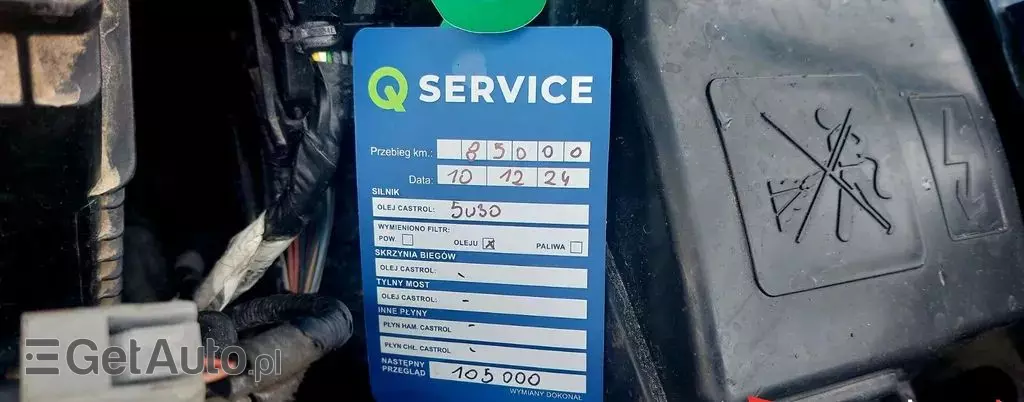 Q SERVICE
Przebieg km.: 85000
Data: 10 12 24
SILNIK
OLEJ CASTROL: 5W30
WYMIENIONO FILTR:
POW. OLEJU x PALIWA
SKRZYNIA BIEGÓW
OLEJ CASTROL: -
TYLNY MOST
OLEJ CASTROL: -
INNE PŁYNY
PŁYN HAM. CASTROL -
PŁYN CHŁ. CASTROL -
NASTĘPNY PRZEGLĄD 105000
WYMIANY DOKONAŁ
GetAuto.pl